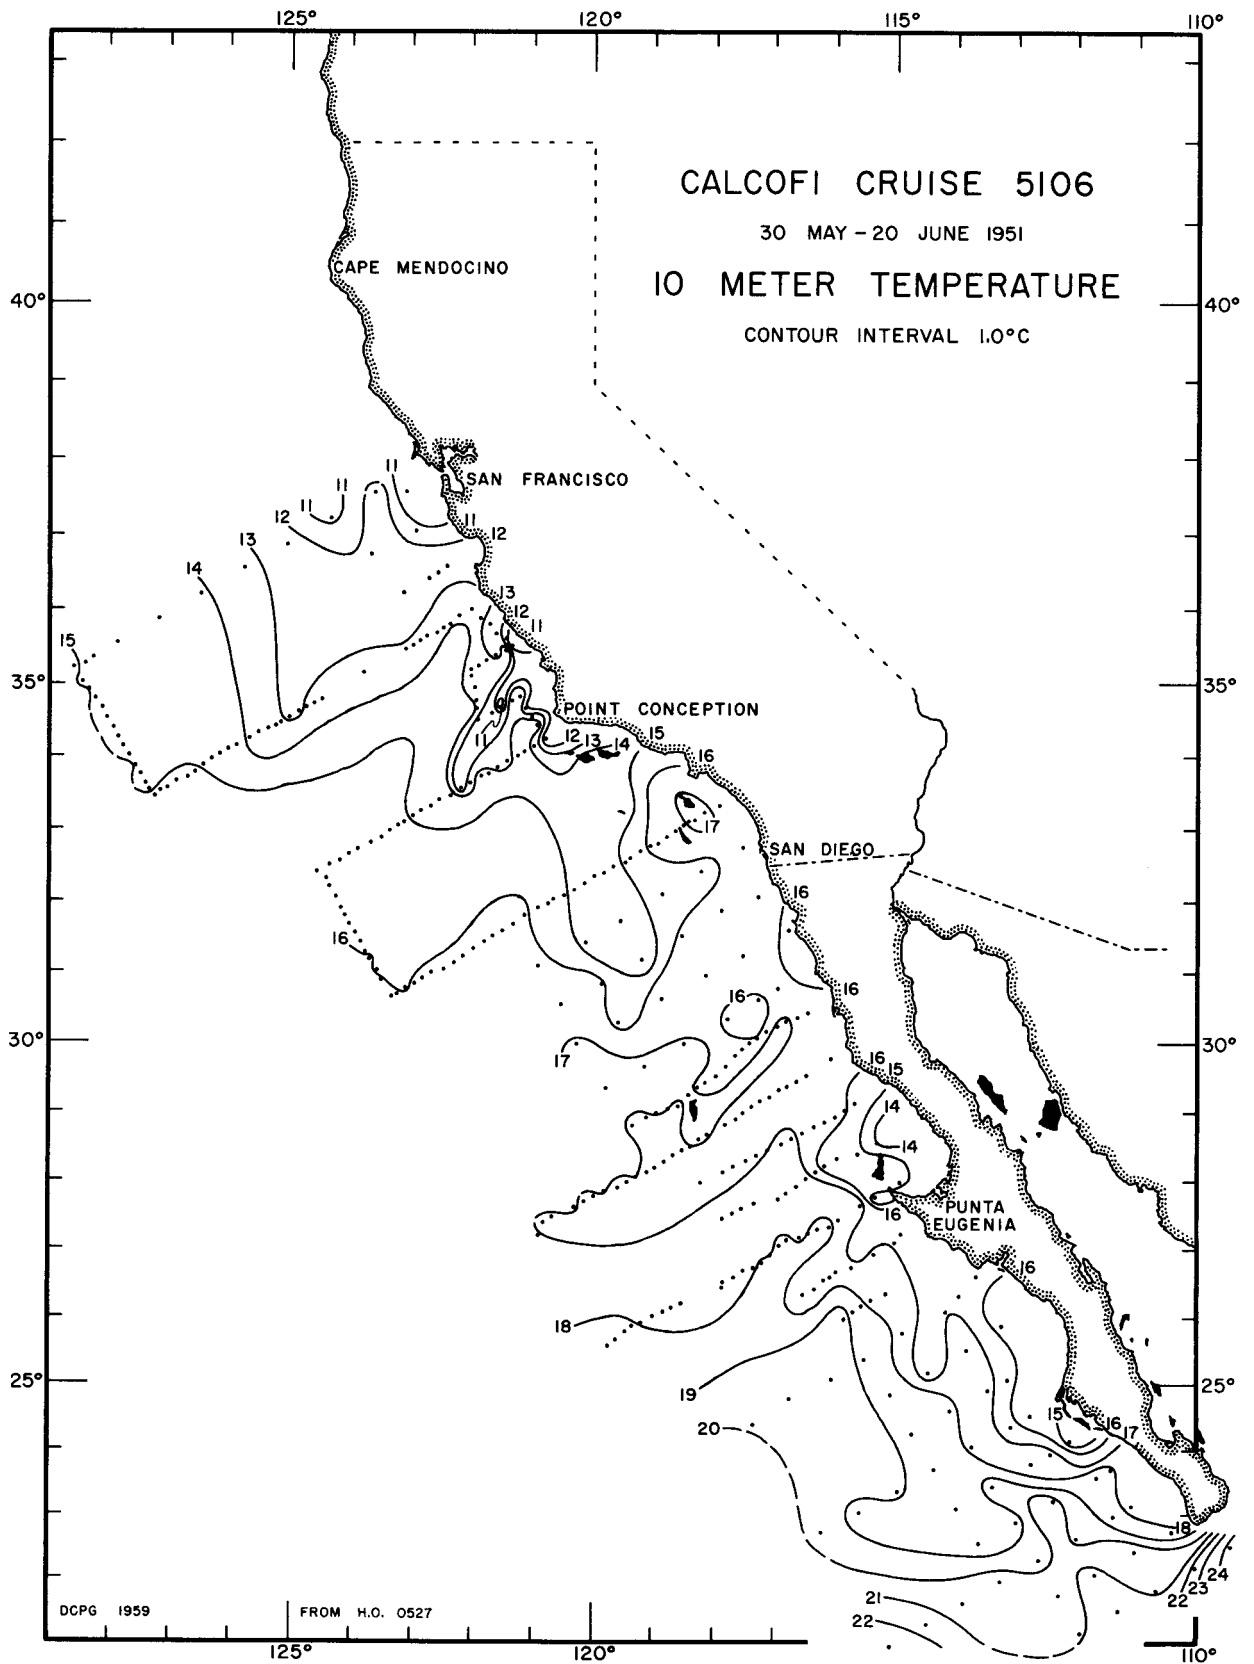 125° 120° 115° 110°
CALCOFI CRUISE 5106
30 MAY – 20 JUNE 1951
10 METER TEMPERATURE
CONTOUR INTERVAL 1.0°C
CAPE MENDOCINO
40° 40°
SAN FRANCISCO
11 11
11
12 11 12
13
14
13
12
11
15
35° 35°
POINT CONCEPTION
11 12 13 14 15 16
17
SAN DIEGO
16
16
16
16
30° 30°
17 16 15
14
14
16 PUNTA
EUGENIA
16
18
19
25° 25°
20 15 16 17
18
24
23
21 22
22
DCPG 1959 FROM H.O. 0527
125° 120° 110°